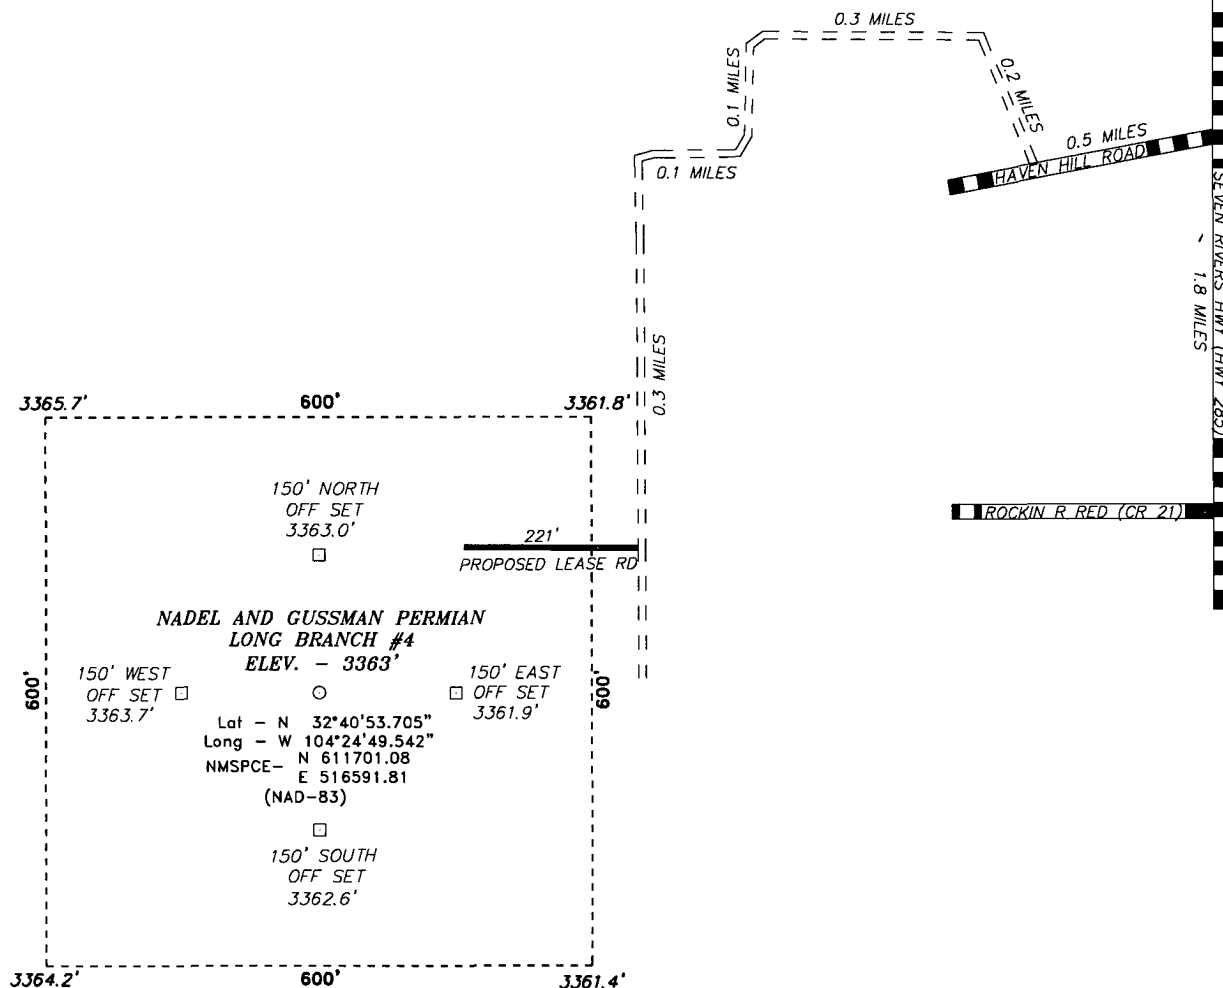 0.3 MILES
0.1 MILES
0.2 MILES
0.5 MILES
0.1 MILES
HAVEN HILL ROAD
SEVEN RIVERS HWY (HWY 285)
1.8 MILES
0.3 MILES
3365.7'
600'
3361.8'
150' NORTH
OFF SET
3363.0'
221'
PROPOSED LEASE RD
ROCKIN R RED (CR 21)
NADEL AND GUSSMAN PERMIAN
LONG BRANCH #4
ELEV. - 3363'
600'
150' WEST
OFF SET
3363.7'
150' EAST
OFF SET
3361.9'
600'
Lat - N 32°40'53.705"
Long - W 104°24'49.542"
NMSPCE- N 611701.08
E 516591.81
(NAD-83)
150' SOUTH
OFF SET
3362.6'
3364.2'
600'
3361.4'